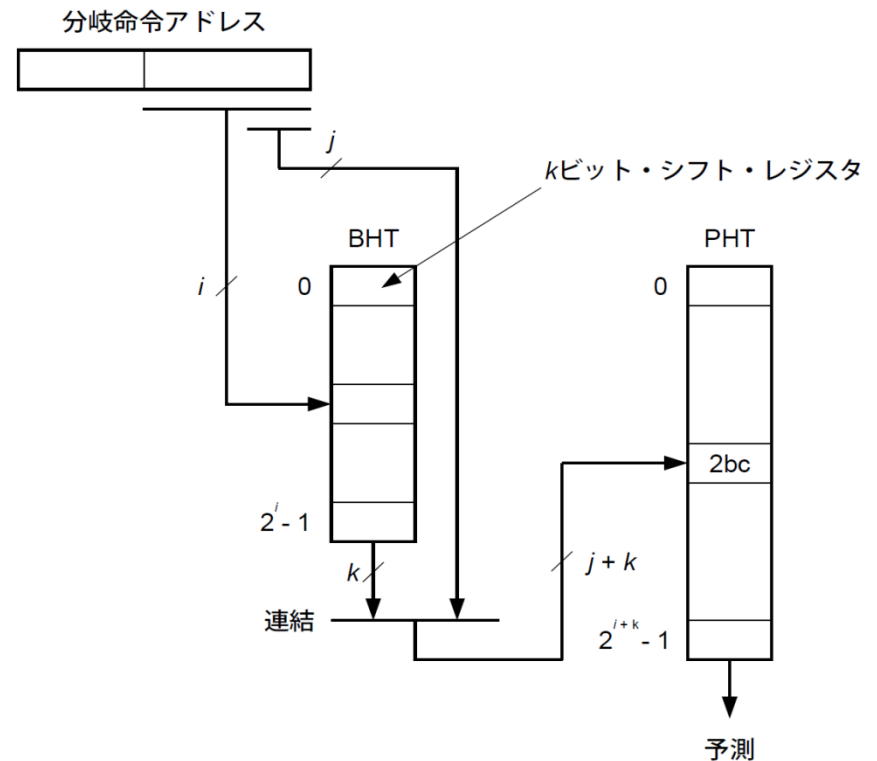 分岐命令アドレス
j
kビット・シフト・レジスタ
BHT
PHT
i
0
0
2bc
2^i - 1
k
j + k
連結
2^{i + k} - 1
予測